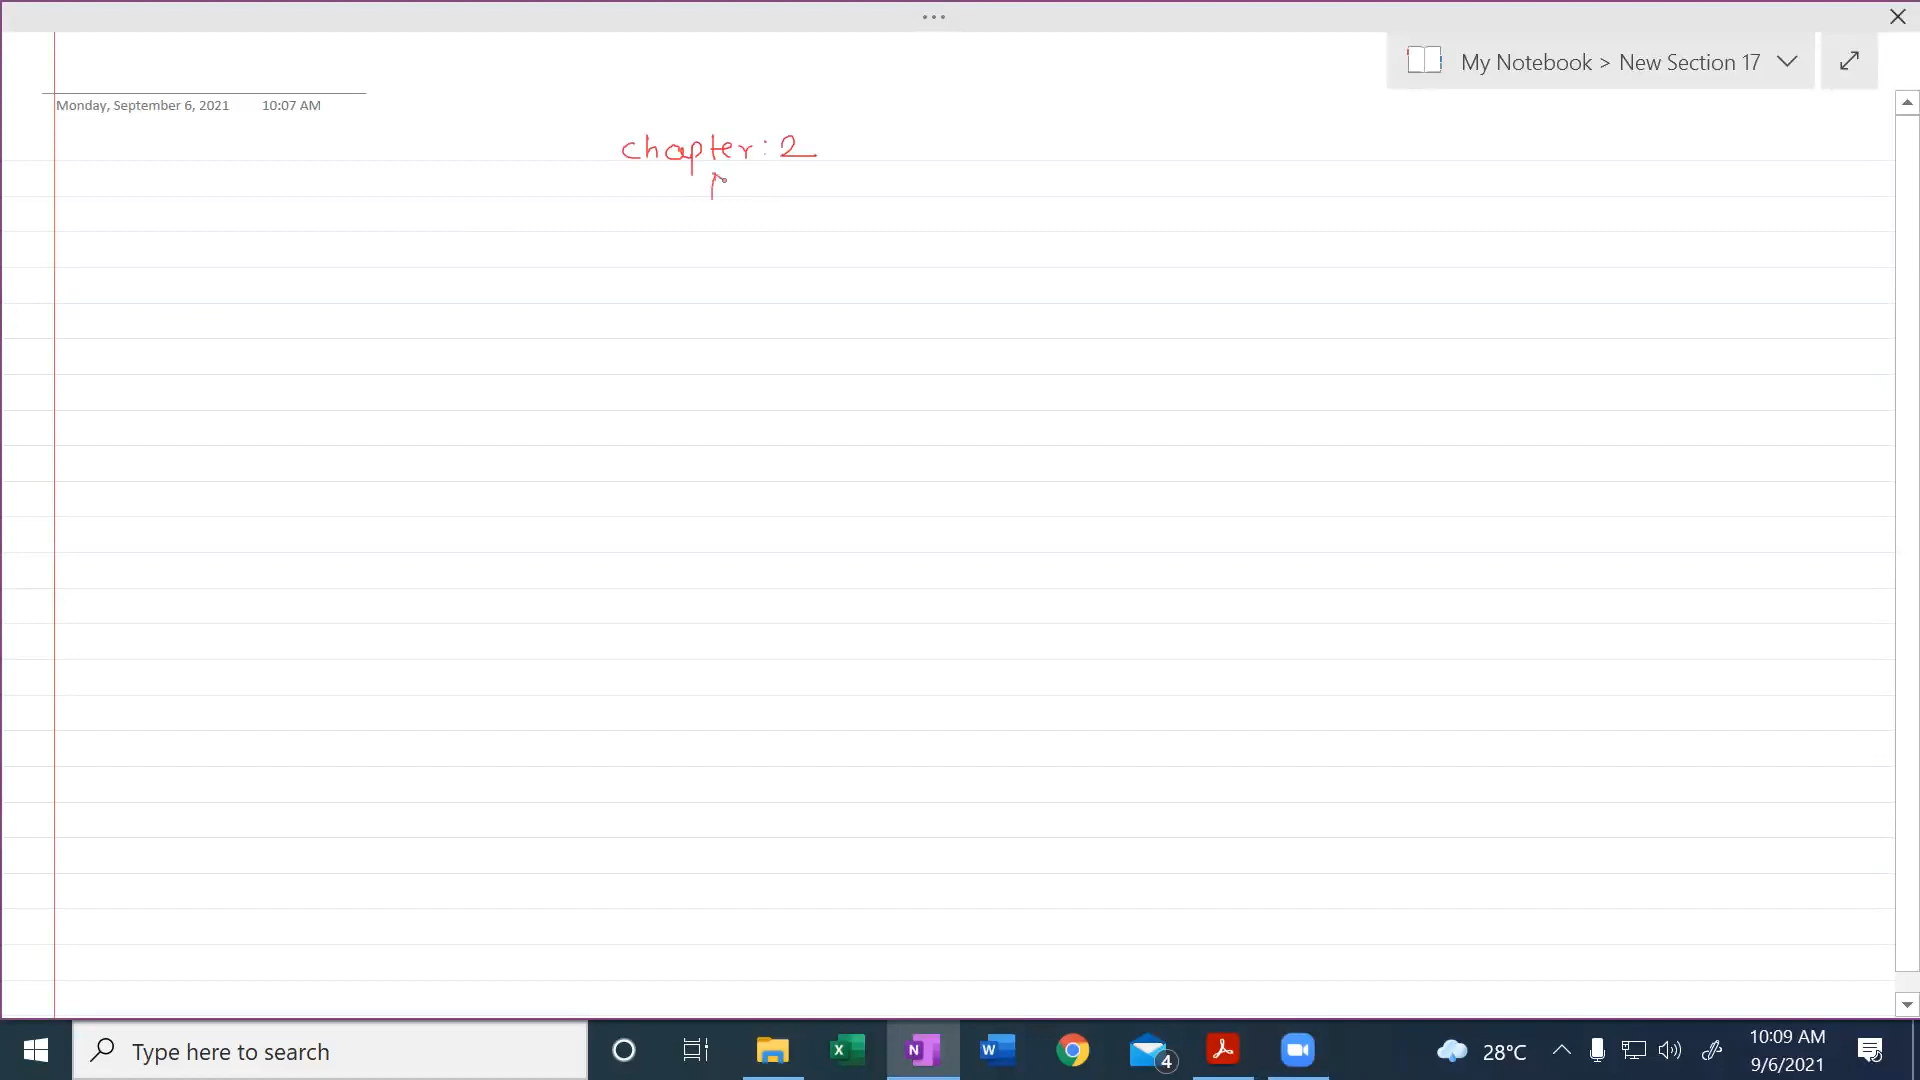 My Notebook > New Section 17
Monday, September 6, 2021 10:07 AM
chapter: 2
Type here to search
4
28°C
10:09 AM
9/6/2021